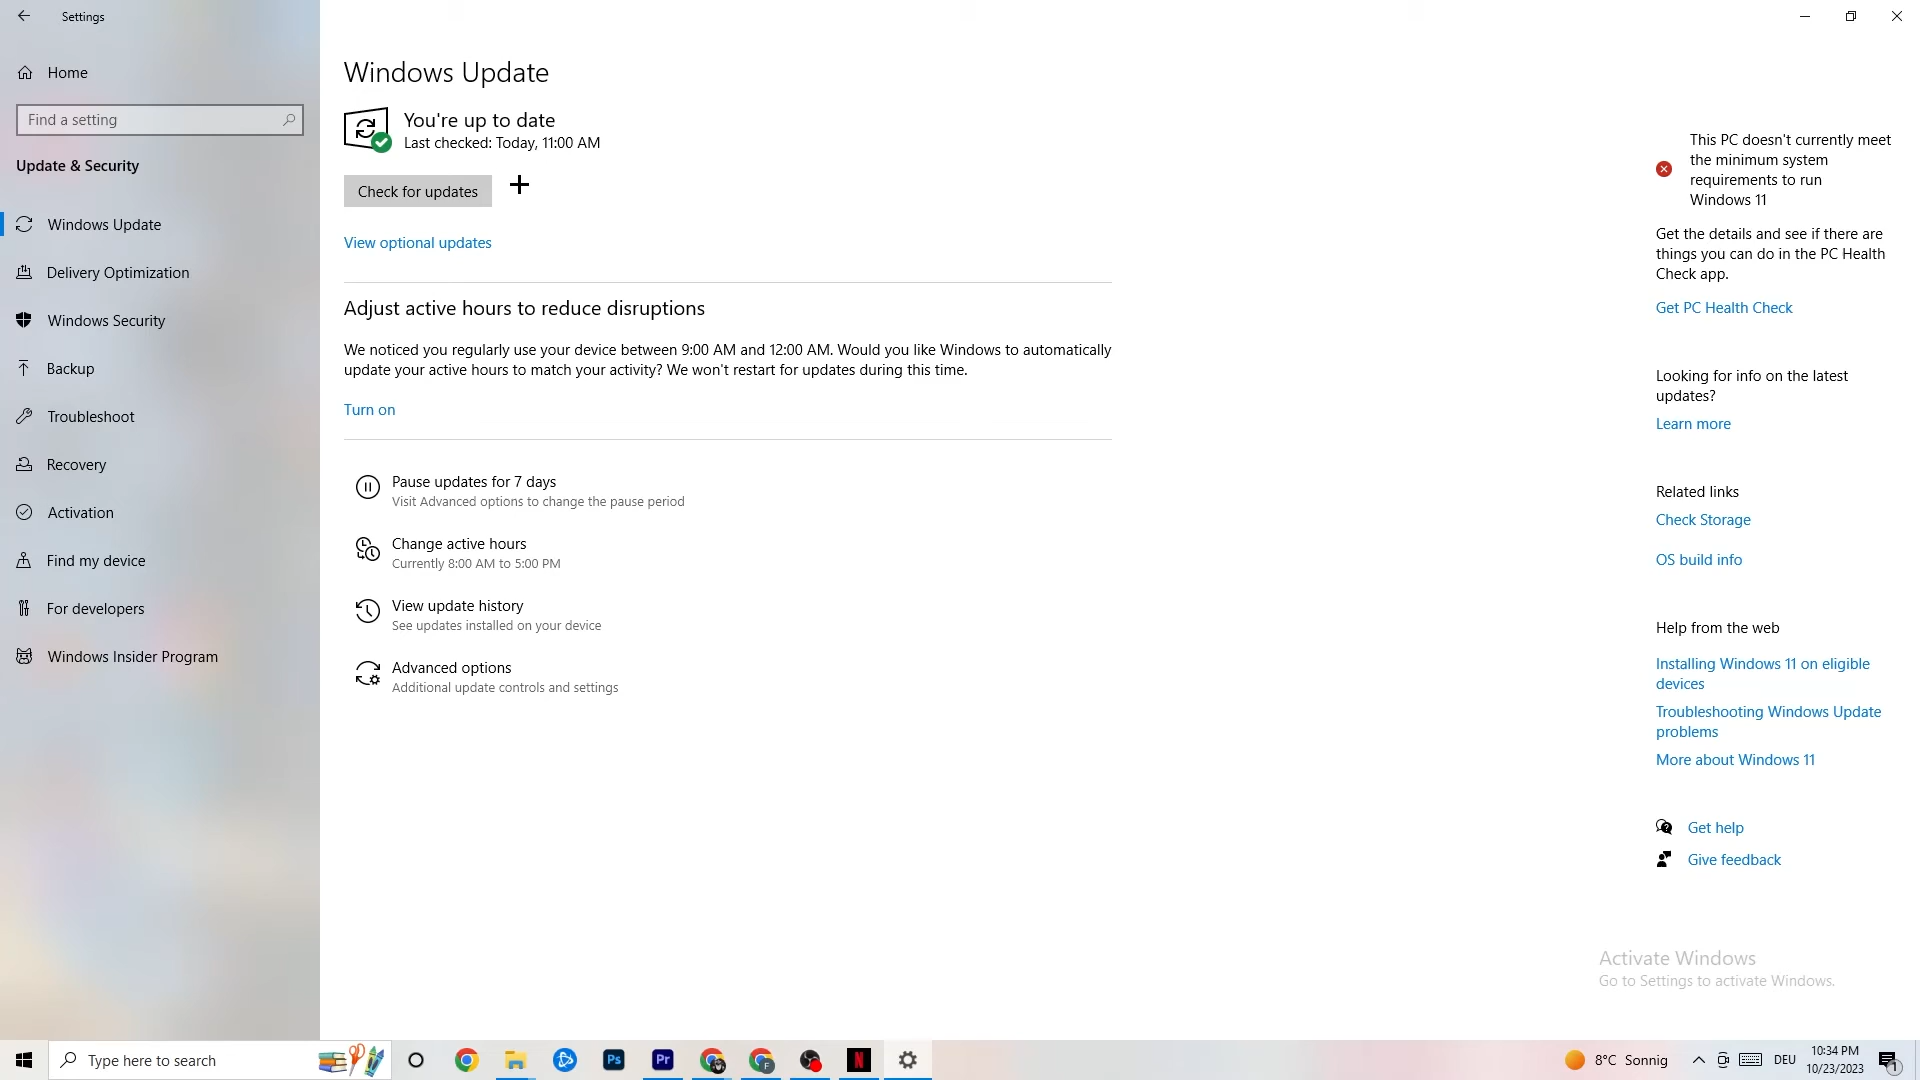 Settings
Home
Find a setting
Update & Security
Windows Update
Delivery Optimization
Windows Security
Backup
Troubleshoot
Recovery
Activation
Find my device
For developers
Windows Insider Program
Windows Update
You're up to date
Last checked: Today, 11:00 AM
Check for updates
View optional updates
Adjust active hours to reduce disruptions
We noticed you regularly use your device between 9:00 AM and 12:00 AM. Would you like Windows to automatically
update your active hours to match your activity? We won't restart for updates during this time.
Turn on
Pause updates for 7 days
Visit Advanced options to change the pause period
Change active hours
Currently 8:00 AM to 5:00 PM
View update history
See updates installed on your device
Advanced options
Additional update controls and settings
This PC doesn't currently meet
the minimum system
requirements to run
Windows 11
Get the details and see if there are
things you can do in the PC Health
Check app.
Get PC Health Check
Looking for info on the latest
updates?
Learn more
Related links
Check Storage
OS build info
Help from the web
Installing Windows 11 on eligible
devices
Troubleshooting Windows Update
problems
More about Windows 11
Get help
Give feedback
Activate Windows
Go to Settings to activate Windows.
Type here to search
Ps
Pr
F
N
8°C Sonnig
DEU
10:34 PM
10/23/2023
1